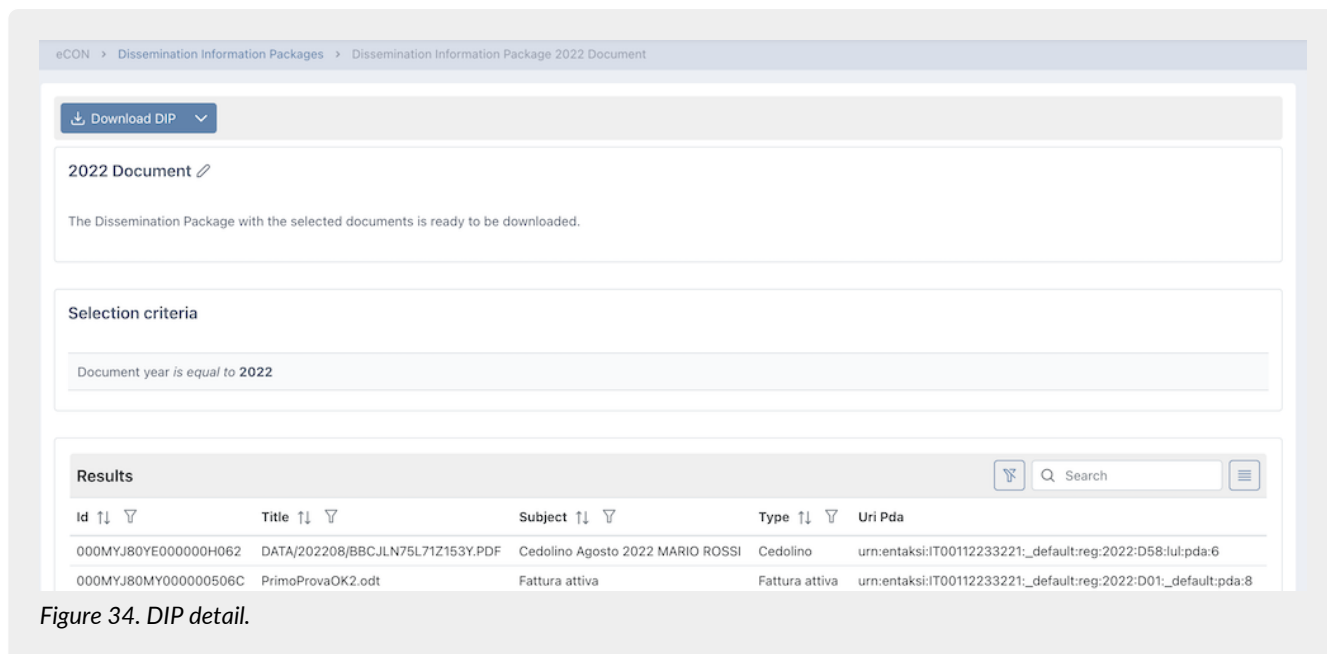 eCON > Dissemination Information Packages > Dissemination Information Package 2022 Document
Download DIP
2022 Document
The Dissemination Package with the selected documents is ready to be downloaded.
Selection criteria
Document year is equal to 2022
Results Search
Id Title Subject Type Uri Pda
000MYJ80YE000000H062 DATA/202208/BBCJLN75L71Z153Y.PDF Cedolino Agosto 2022 MARIO ROSSI Cedolino urn:entaksi:IT00112233221:_default:reg:2022:D58:lul:pda:6
000MYJ80MY000000506C PrimoProvaOK2.odt Fattura attiva Fattura attiva urn:entaksi:IT00112233221:_default:reg:2022:D01:_default:pda:8
Figure 34. DIP detail.